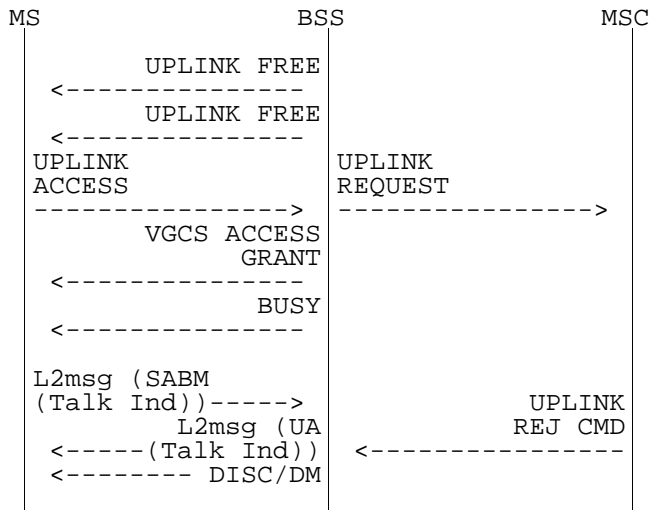 MS BSS MSC
UPLINK FREE
<---------------
UPLINK FREE
<---------------
UPLINK UPLINK
ACCESS REQUEST
----------------> ---------------->
VGCS ACCESS
GRANT
<---------------
BUSY
<---------------
L2msg (SABM
(Talk Ind))-----> UPLINK
L2msg (UA REJ CMD
<-----(Talk Ind)) <----------------
<-------- DISC/DM